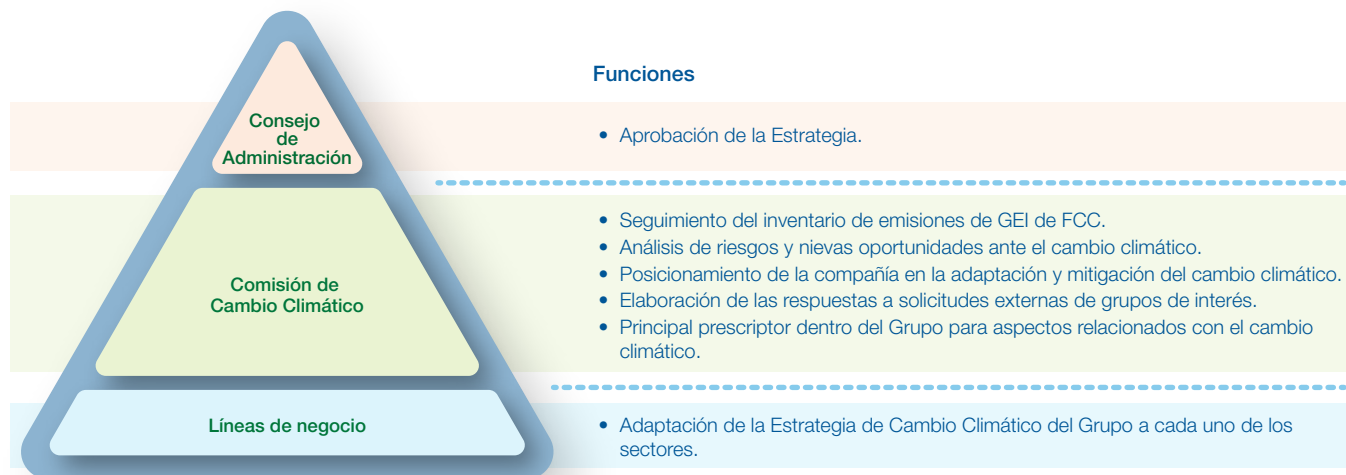 Funciones
Consejo
de
Administración
• Aprobación de la Estrategia.
Comisión de
Cambio Climático
• Seguimiento del inventario de emisiones de GEI de FCC.
• Análisis de riesgos y nievas oportunidades ante el cambio climático.
• Posicionamiento de la compañía en la adaptación y mitigación del cambio climático.
• Elaboración de las respuestas a solicitudes externas de grupos de interés.
• Principal prescriptor dentro del Grupo para aspectos relacionados con el cambio
climático.
Líneas de negocio
• Adaptación de la Estrategia de Cambio Climático del Grupo a cada uno de los
sectores.